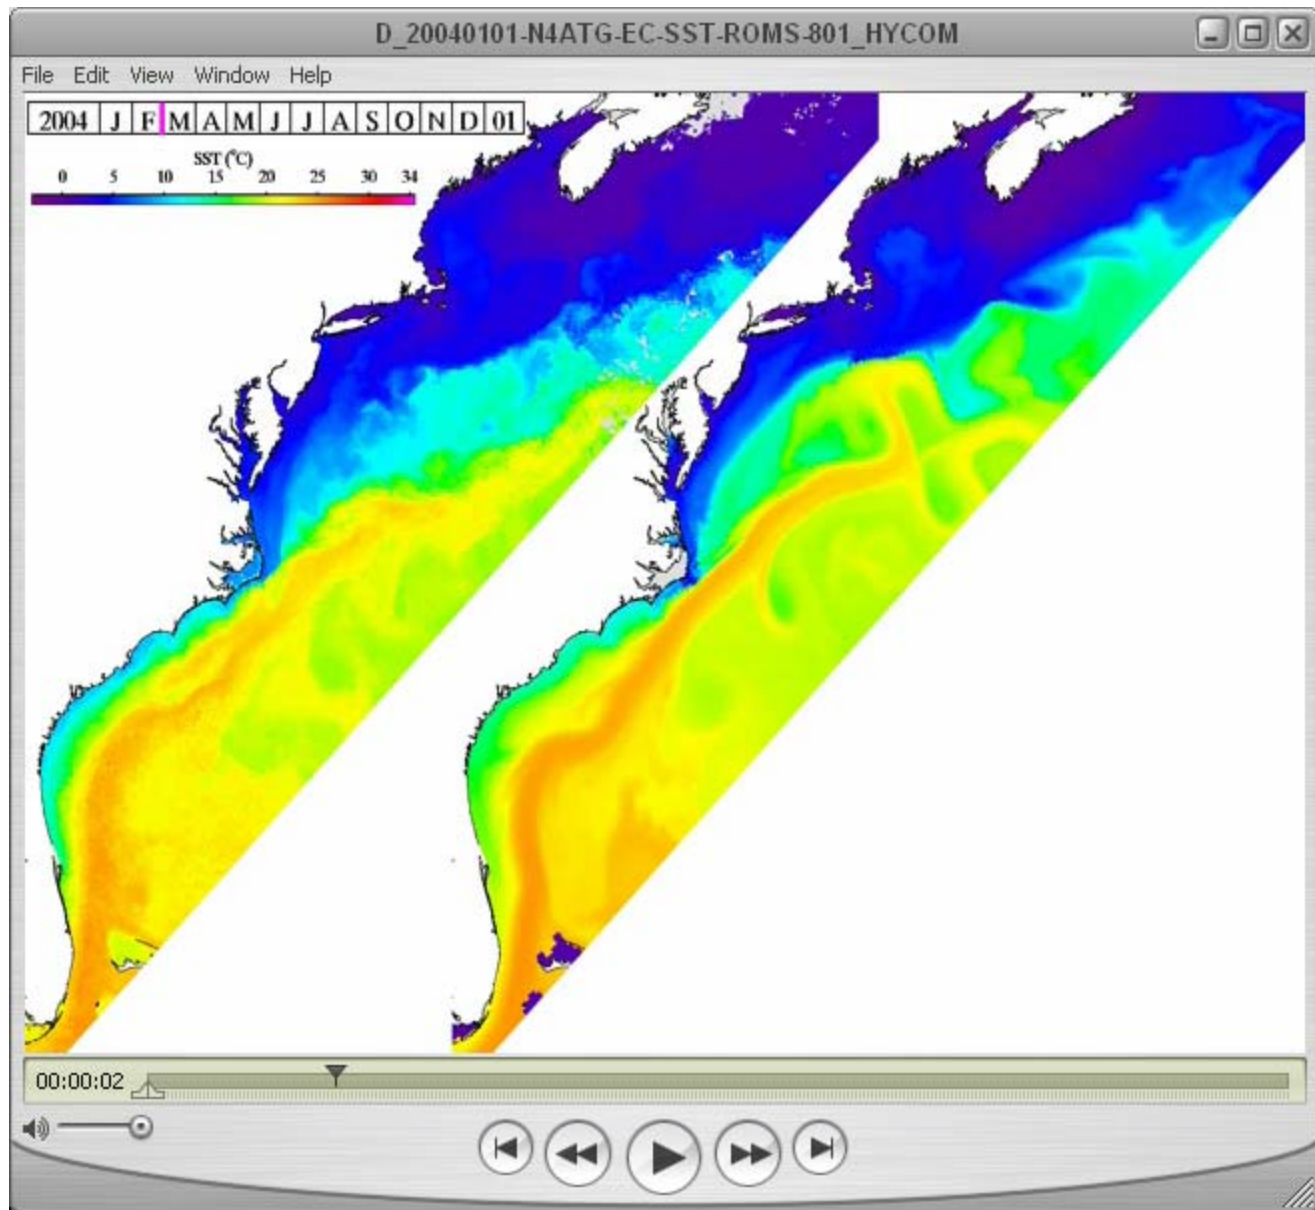 D_20040101-N4ATG-EC-SST-ROMS-801_HYCOM
File Edit View Window Help
2004 J F M A M J J A S O N D 01
SST (°C)
0 5 10 15 20 25 30 34
00:00:02